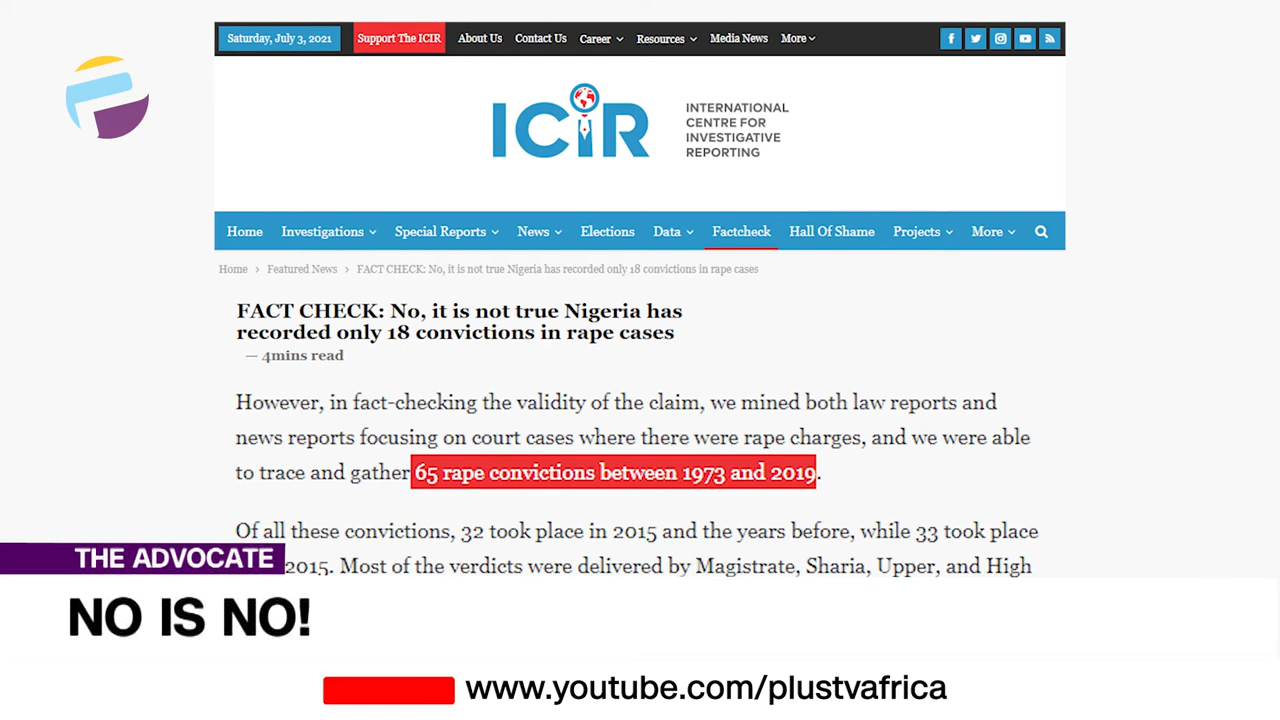 Saturday, July 3, 2021
Support The ICIR
About Us
Contact Us
Career
Resources
Media News
More
ICiR
INTERNATIONAL
CENTRE FOR
INVESTIGATIVE
REPORTING
Home
Investigations
Special Reports
News
Elections
Data
Factcheck
Hall Of Shame
Projects
More
Home > Featured News > FACT CHECK: No, it is not true Nigeria has recorded only 18 convictions in rape cases
FACT CHECK: No, it is not true Nigeria has
recorded only 18 convictions in rape cases
— 4mins read
However, in fact-checking the validity of the claim, we mined both law reports and
news reports focusing on court cases where there were rape charges, and we were able
to trace and gather 65 rape convictions between 1973 and 2019.
Of all these convictions, 32 took place in 2015 and the years before, while 33 took place
2015. Most of the verdicts were delivered by Magistrate, Sharia, Upper, and High
THE ADVOCATE
NO IS NO!
www.youtube.com/plustvafrica